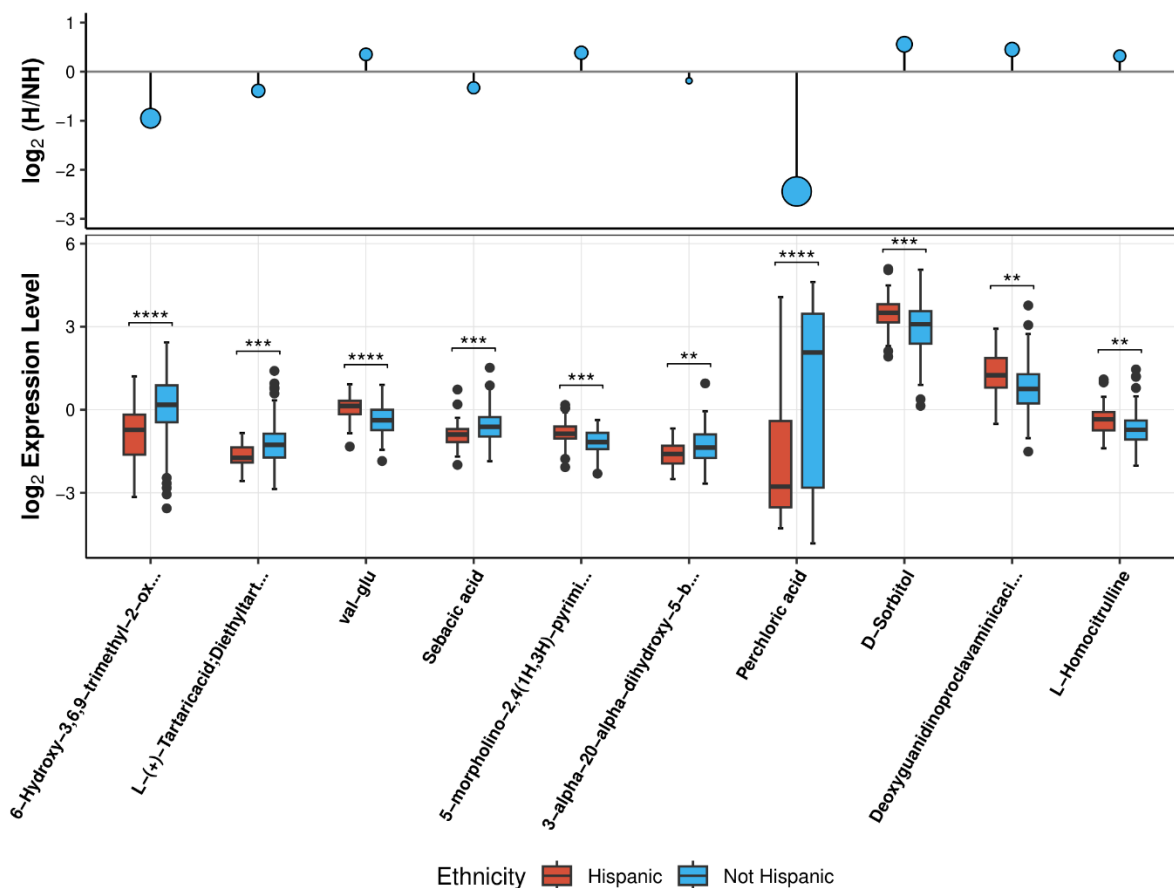 log2 (H/NH)
1
0
−1
−2
−3
log2 Expression Level
6
3
0
−3
****
***
****
***
***
**
****
***
**
**
6−Hydroxy−3,6,9−trimethyl−2−ox...
L−(+)−Tartaricacid;Diethyltart...
val−glu
Sebacic acid
5−morpholino−2,4(1H,3H)−pyrimi...
3−alpha−20−alpha−dihydroxy−5−b...
Perchloric acid
D−Sorbitol
Deoxyguanidinoproclavaminicaci...
L−Homocitrulline
Ethnicity Hispanic Not Hispanic